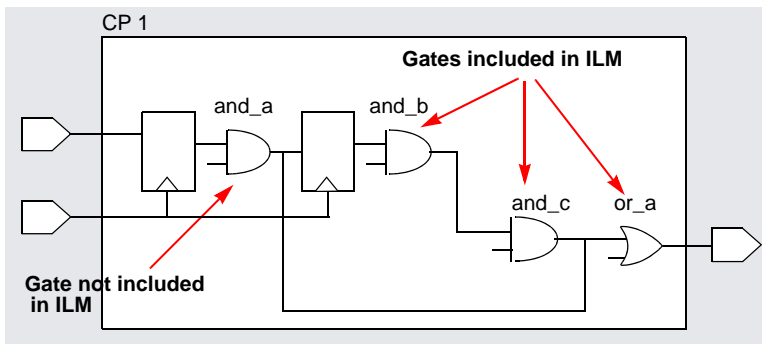 CP 1
Gates included in ILM
and_a
and_b
and_c
or_a
Gate not included
in ILM